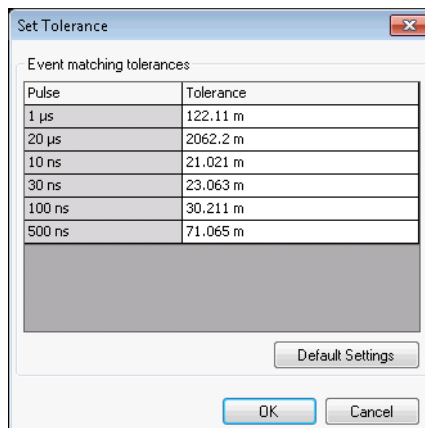 Set Tolerance
Event matching tolerances
Pulse Tolerance
1 µs 122.11 m
20 µs 2062.2 m
10 ns 21.021 m
30 ns 23.063 m
100 ns 30.211 m
500 ns 71.065 m
Default Settings
OK Cancel